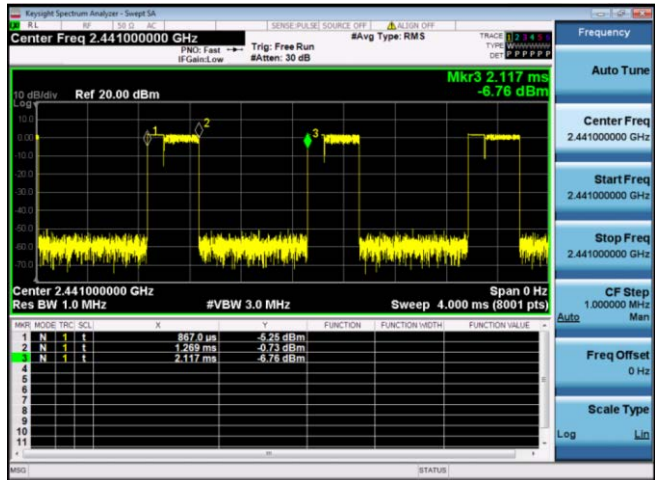 Keysight Spectrum Analyzer - Swept SA
RL RF 50 Ω AC SENSE:PULSE SOURCE OFF ALIGN OFF
Center Freq 2.441000000 GHz
PNO: Fast
IFGain:Low
Trig: Free Run
#Atten: 30 dB
#Avg Type: RMS
TRACE 1 2 3 4 5 6
TYPE WWWWWW
DET P P P P P P
Mkr3 2.117 ms
-6.76 dBm
10 dB/div Ref 20.00 dBm
Log
10.0
0.00
-10.0
-20.0
-30.0
-40.0
-50.0
-60.0
-70.0
1
2
3
Center 2.441000000 GHz Span 0 Hz
Res BW 1.0 MHz #VBW 3.0 MHz Sweep 4.000 ms (8001 pts)
MKR MODE TRC SCL X Y FUNCTION FUNCTION WIDTH FUNCTION VALUE
1 N 1 t 867.0 µs -5.25 dBm
2 N 1 t 1.269 ms -0.73 dBm
3 N 1 t 2.117 ms -6.76 dBm
4
5
6
7
8
9
10
11
MSG STATUS
Frequency
Auto Tune
Center Freq
2.441000000 GHz
Start Freq
2.441000000 GHz
Stop Freq
2.441000000 GHz
CF Step
1.000000 MHz
Auto Man
Freq Offset
0 Hz
Scale Type
Log Lin